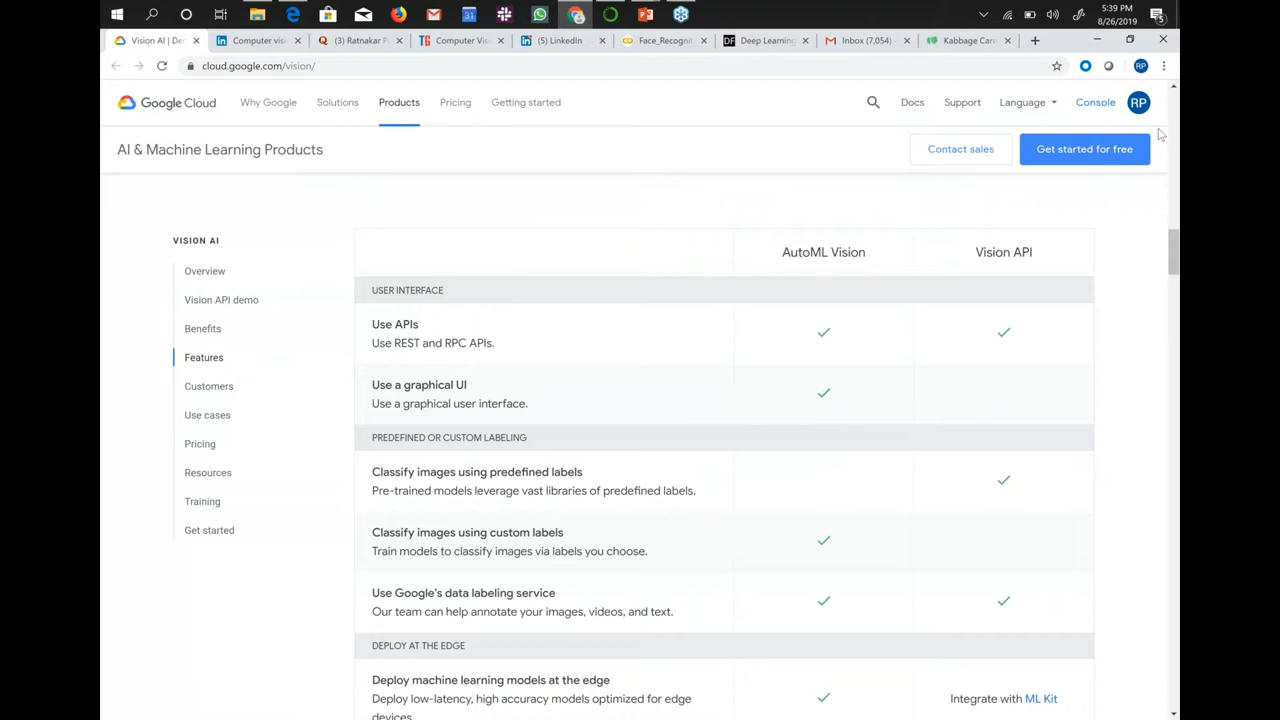 5:39 PM
8/26/2019
5
Vision AI | De
Computer visi
(3) Ratnakar P
Computer Vis
(5) LinkedIn
Face_Recognit
Deep Learning
Inbox (7,054) -
Kabbage Care
cloud.google.com/vision/
RP
Google Cloud
Why Google
Solutions
Products
Pricing
Getting started
Docs
Support
Language
Console
RP
AI & Machine Learning Products
Contact sales
Get started for free
VISION AI
Overview
Vision API demo
Benefits
Features
Customers
Use cases
Pricing
Resources
Training
Get started
AutoML Vision
Vision API
USER INTERFACE
Use APIs
Use REST and RPC APIs.
Use a graphical UI
Use a graphical user interface.
PREDEFINED OR CUSTOM LABELING
Classify images using predefined labels
Pre-trained models leverage vast libraries of predefined labels.
Classify images using custom labels
Train models to classify images via labels you choose.
Use Google's data labeling service
Our team can help annotate your images, videos, and text.
DEPLOY AT THE EDGE
Deploy machine learning models at the edge
Deploy low-latency, high accuracy models optimized for edge
devices.
Integrate with ML Kit